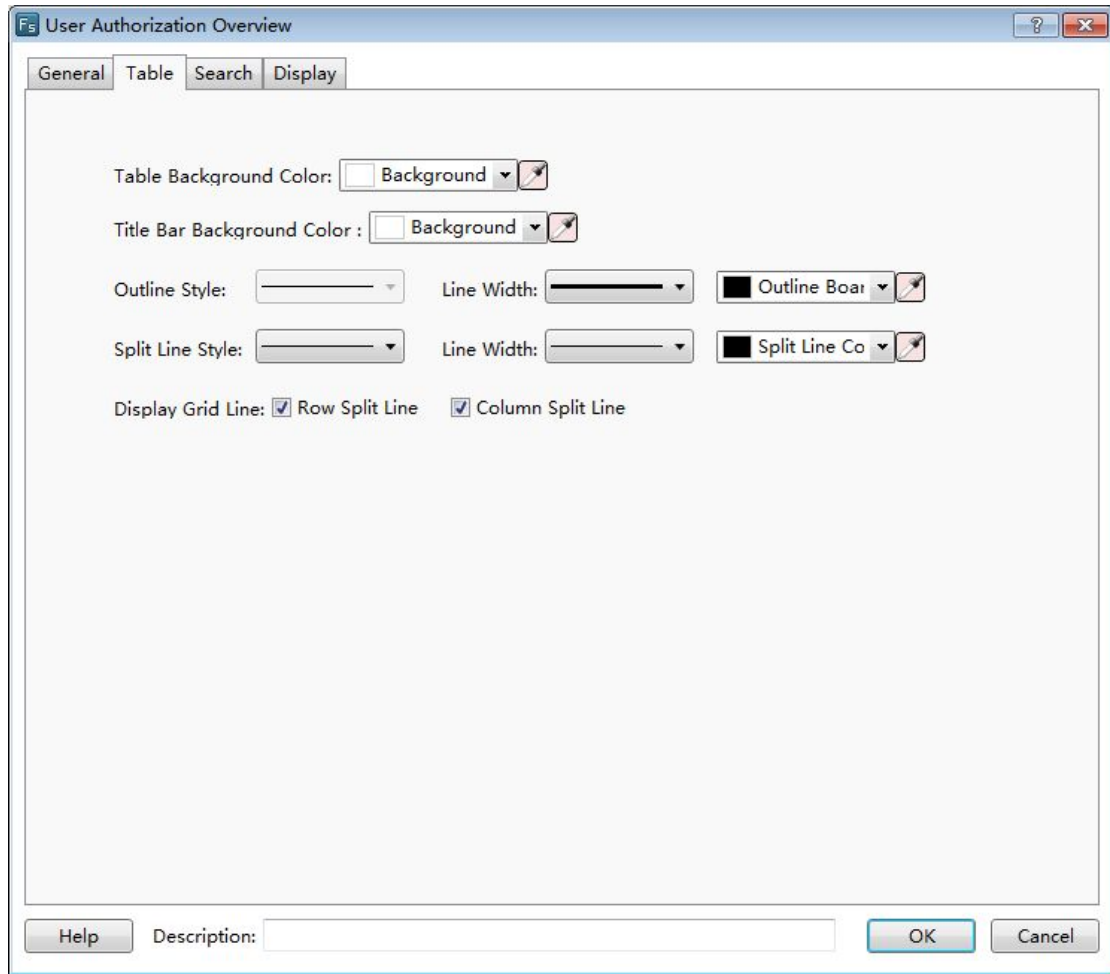 Fs User Authorization Overview ?
General Table Search Display
Table Background Color: Background
Title Bar Background Color : Background
Outline Style: Line Width: Outline Boar
Split Line Style: Line Width: Split Line Co
Display Grid Line: Row Split Line Column Split Line
Help Description: OK Cancel